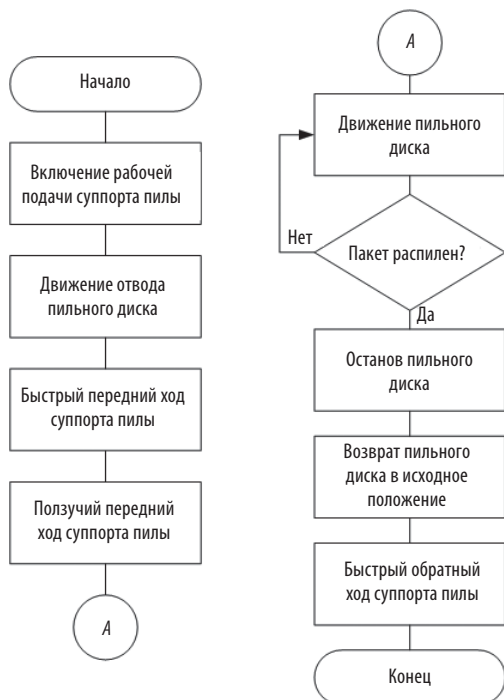 Начало
Включение рабочей
подачи суппорта пилы
Движение отвода
пильного диска
Быстрый передний ход
суппорта пилы
Ползучий передний
ход суппорта пилы
А
А
Движение пильного
диска
Нет
Пакет распилен?
Да
Останов пильного
диска
Возврат пильного
диска в исходное
положение
Быстрый обратный
ход суппорта пилы
Конец